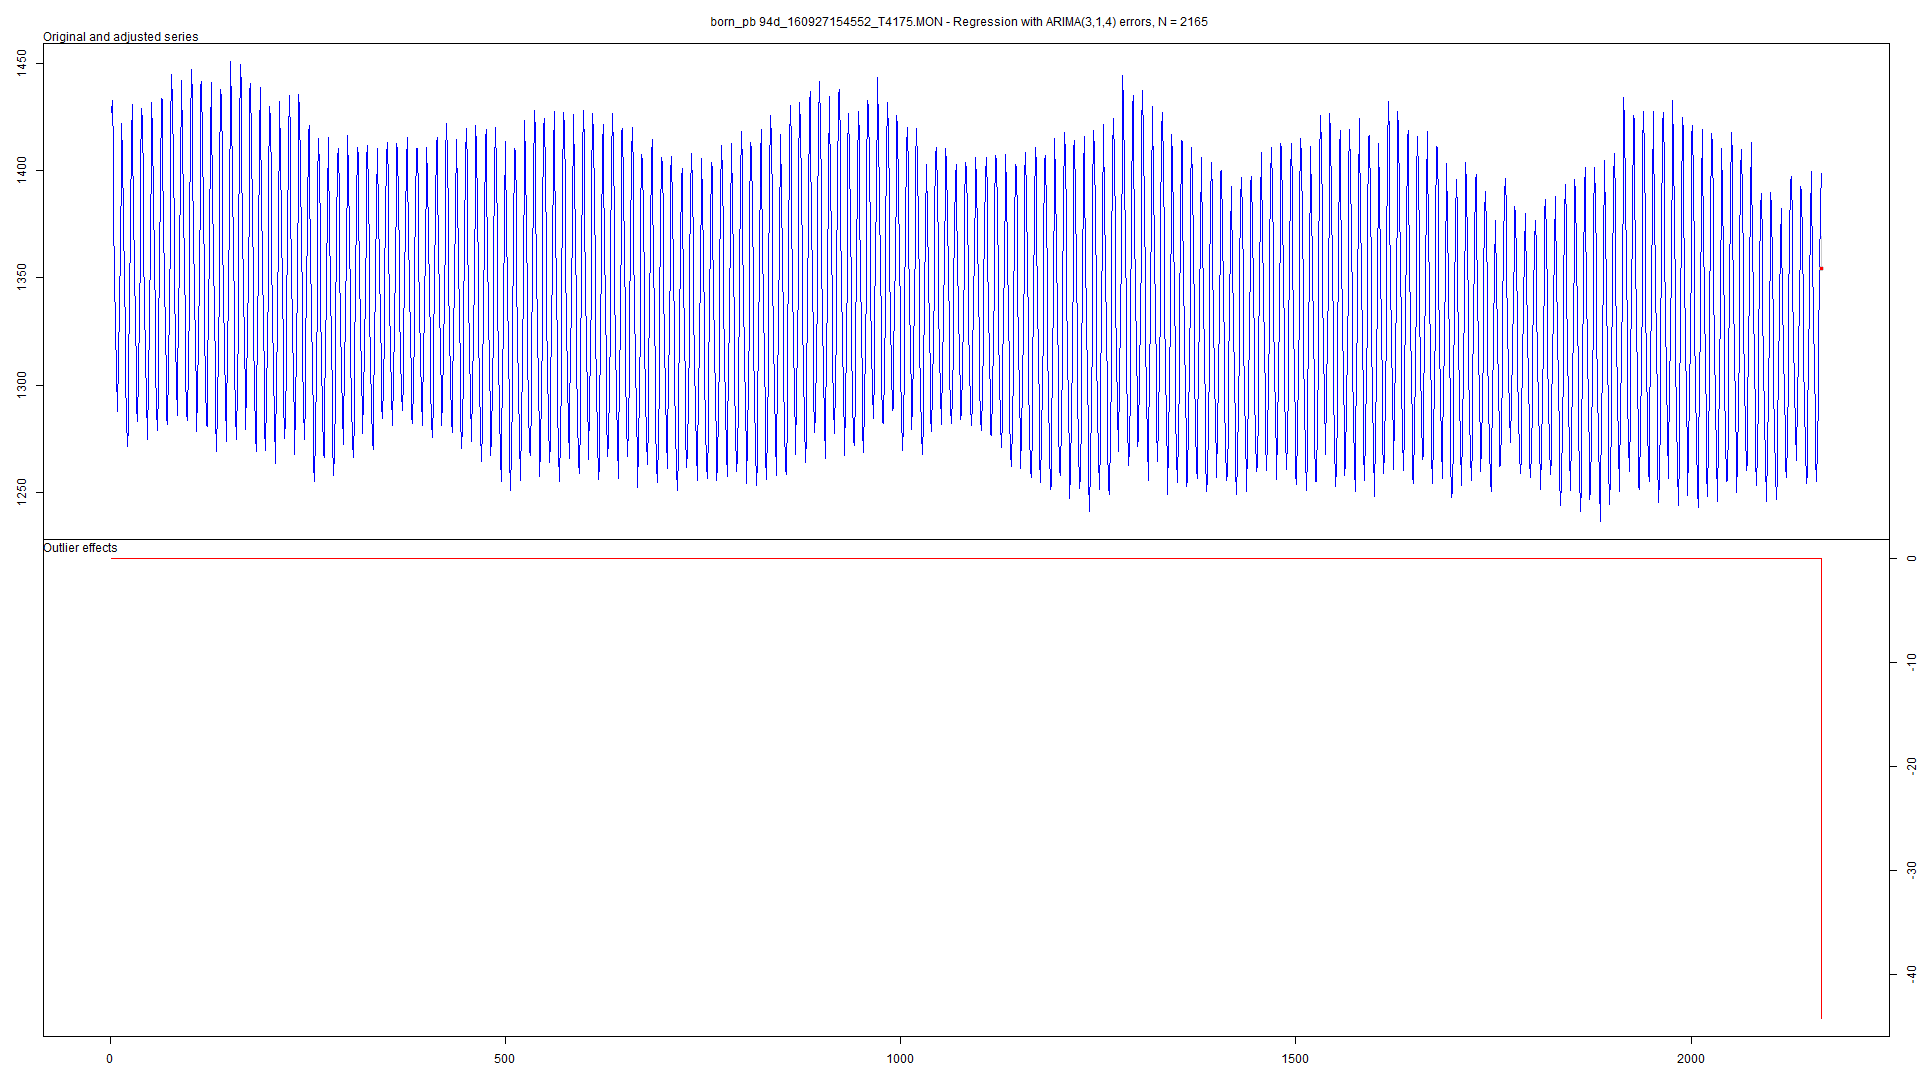 born_pb 94d_160927154552_T4175.MON - Regression with ARIMA(3,1,4) errors, N = 2165
Original and adjusted series
1450
1400
1350
1300
1250
Outlier effects
0
-10
-20
-30
-40
0 500 1000 1500 2000